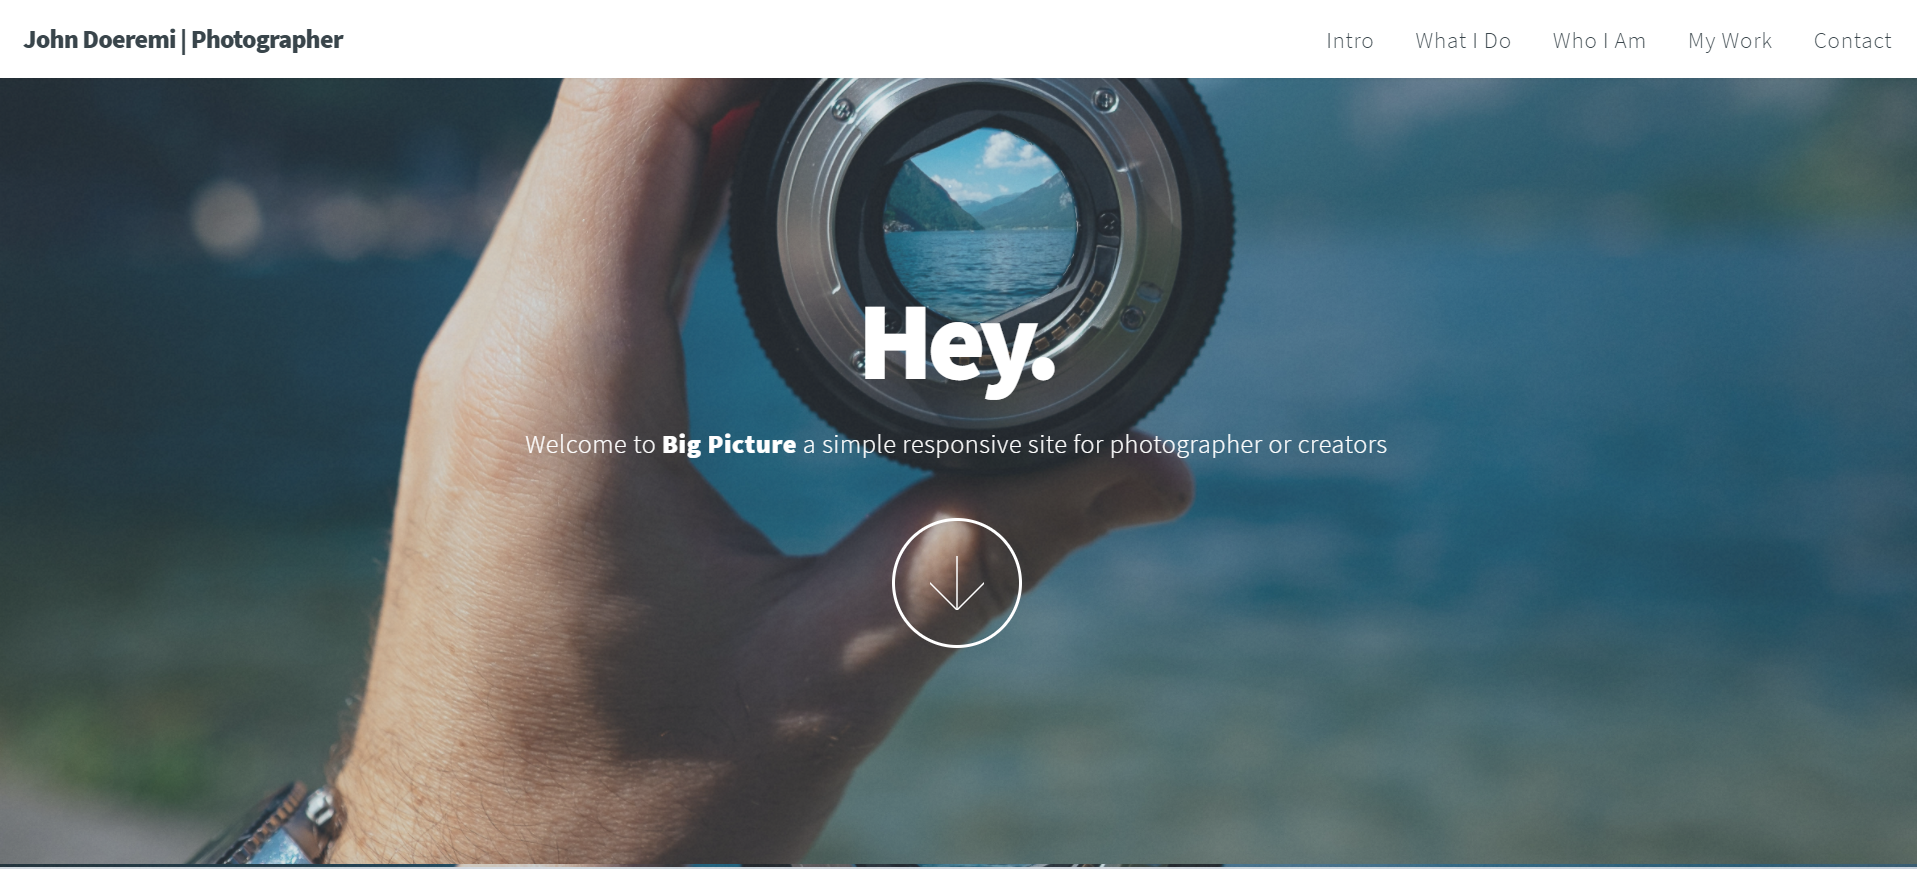 John Doeremi | Photographer
Intro What I Do Who I Am My Work Contact
Hey.
Welcome to Big Picture a simple responsive site for photographer or creators